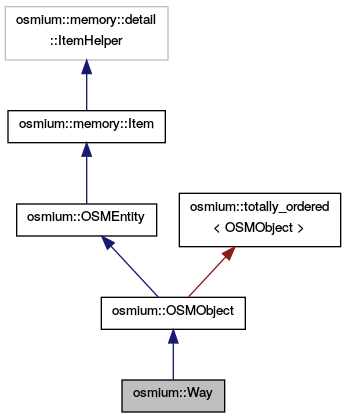 osmium::memory::detail
::ItemHelper
osmium::memory::Item
osmium::OSMEntity
osmium::totally_ordered
< OSMObject >
osmium::OSMObject
osmium::Way